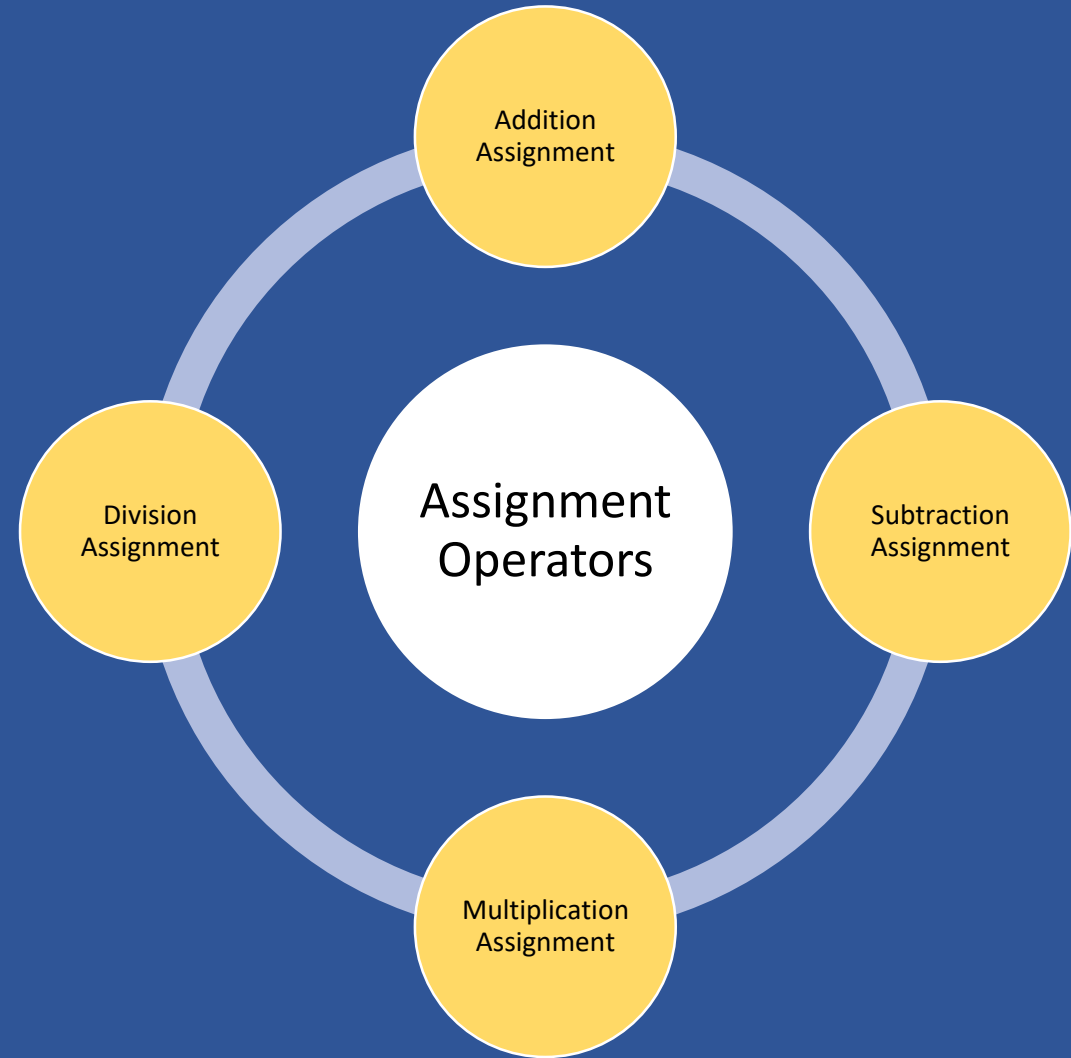 Addition
Assignment
Assignment
Operators
Division
Assignment
Subtraction
Assignment
Multiplication
Assignment